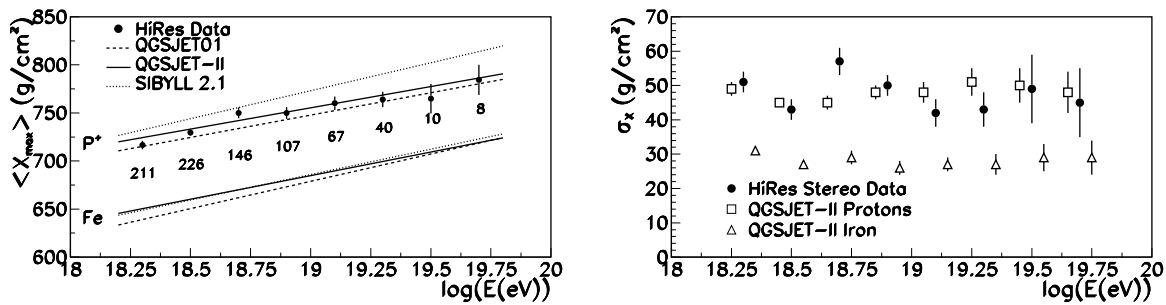 <X_max> (g/cm²)
850
800
750
700
650
600
HiRes Data
QGSJET01
QGSJET-II
SIBYLL 2.1
P⁺
Fe
211
226
146
107
67
40
10
8
18 18.25 18.5 18.75 19 19.25 19.5 19.75 20
log(E(eV))
σ_x (g/cm²)
70
60
50
40
30
20
10
0
HiRes Stereo Data
QGSJET-II Protons
QGSJET-II Iron
18 18.25 18.5 18.75 19 19.25 19.5 19.75 20
log(E(eV))